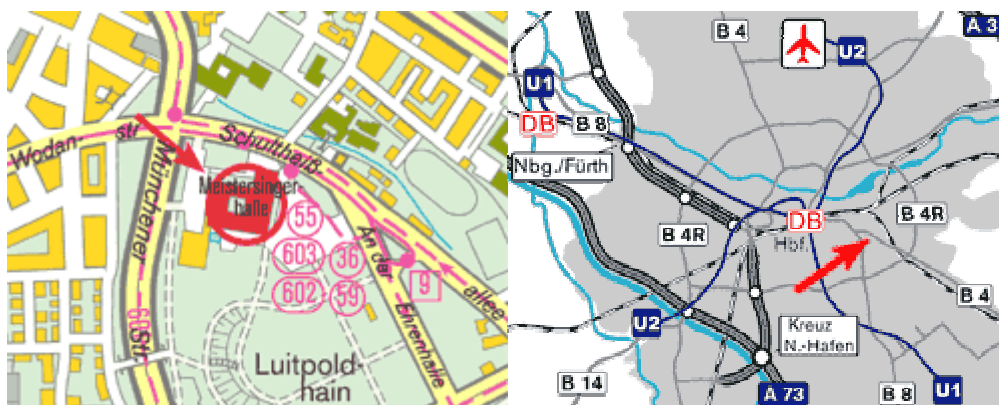 Wodan-
str
Schultheiß-
allee
Münchener
Str.
603
Meistersinger-
halle
55
603
36
602
59
9
An der
Ehrenhalle
Luitpold-
hain
B 4
U2
A 3
U1
DB
B 8
Nbg./Fürth
B 4R
DB
Hbf.
B 4R
B 4
U2
Kreuz
N.-Hafen
B 14
A 73
B 8
U1